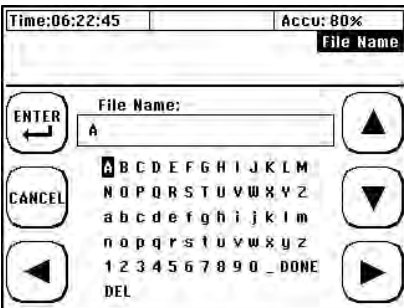 Time:06:22:45 Accu: 80%
File Name
ENTER
File Name:
A
A B C D E F G H I J K L M
CANCEL
N O P Q R S T U V W X Y Z
a b c d e f g h i j k l m
n o p q r s t u v w x y z
1 2 3 4 5 6 7 8 9 0 _ DONE
DEL